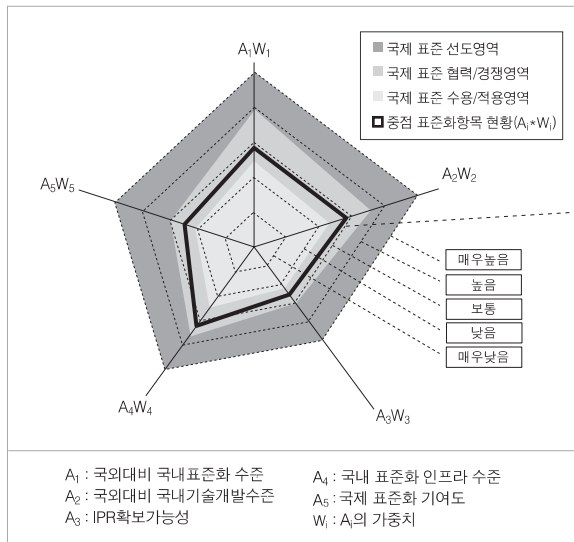 A₁W₁
국제 표준 선도영역
국제 표준 협력/경쟁영역
국제 표준 수용/적용영역
중점 표준화항목 현황(Aᵢ*Wᵢ)
A₂W₂
A₅W₅
매우높음
높음
보통
낮음
매우낮음
A₄W₄
A₃W₃
A₁ : 국외대비 국내표준화 수준
A₂ : 국외대비 국내기술개발수준
A₃ : IPR확보가능성
A₄ : 국내 표준화 인프라 수준
A₅ : 국제 표준화 기여도
Wᵢ : Aᵢ의 가중치